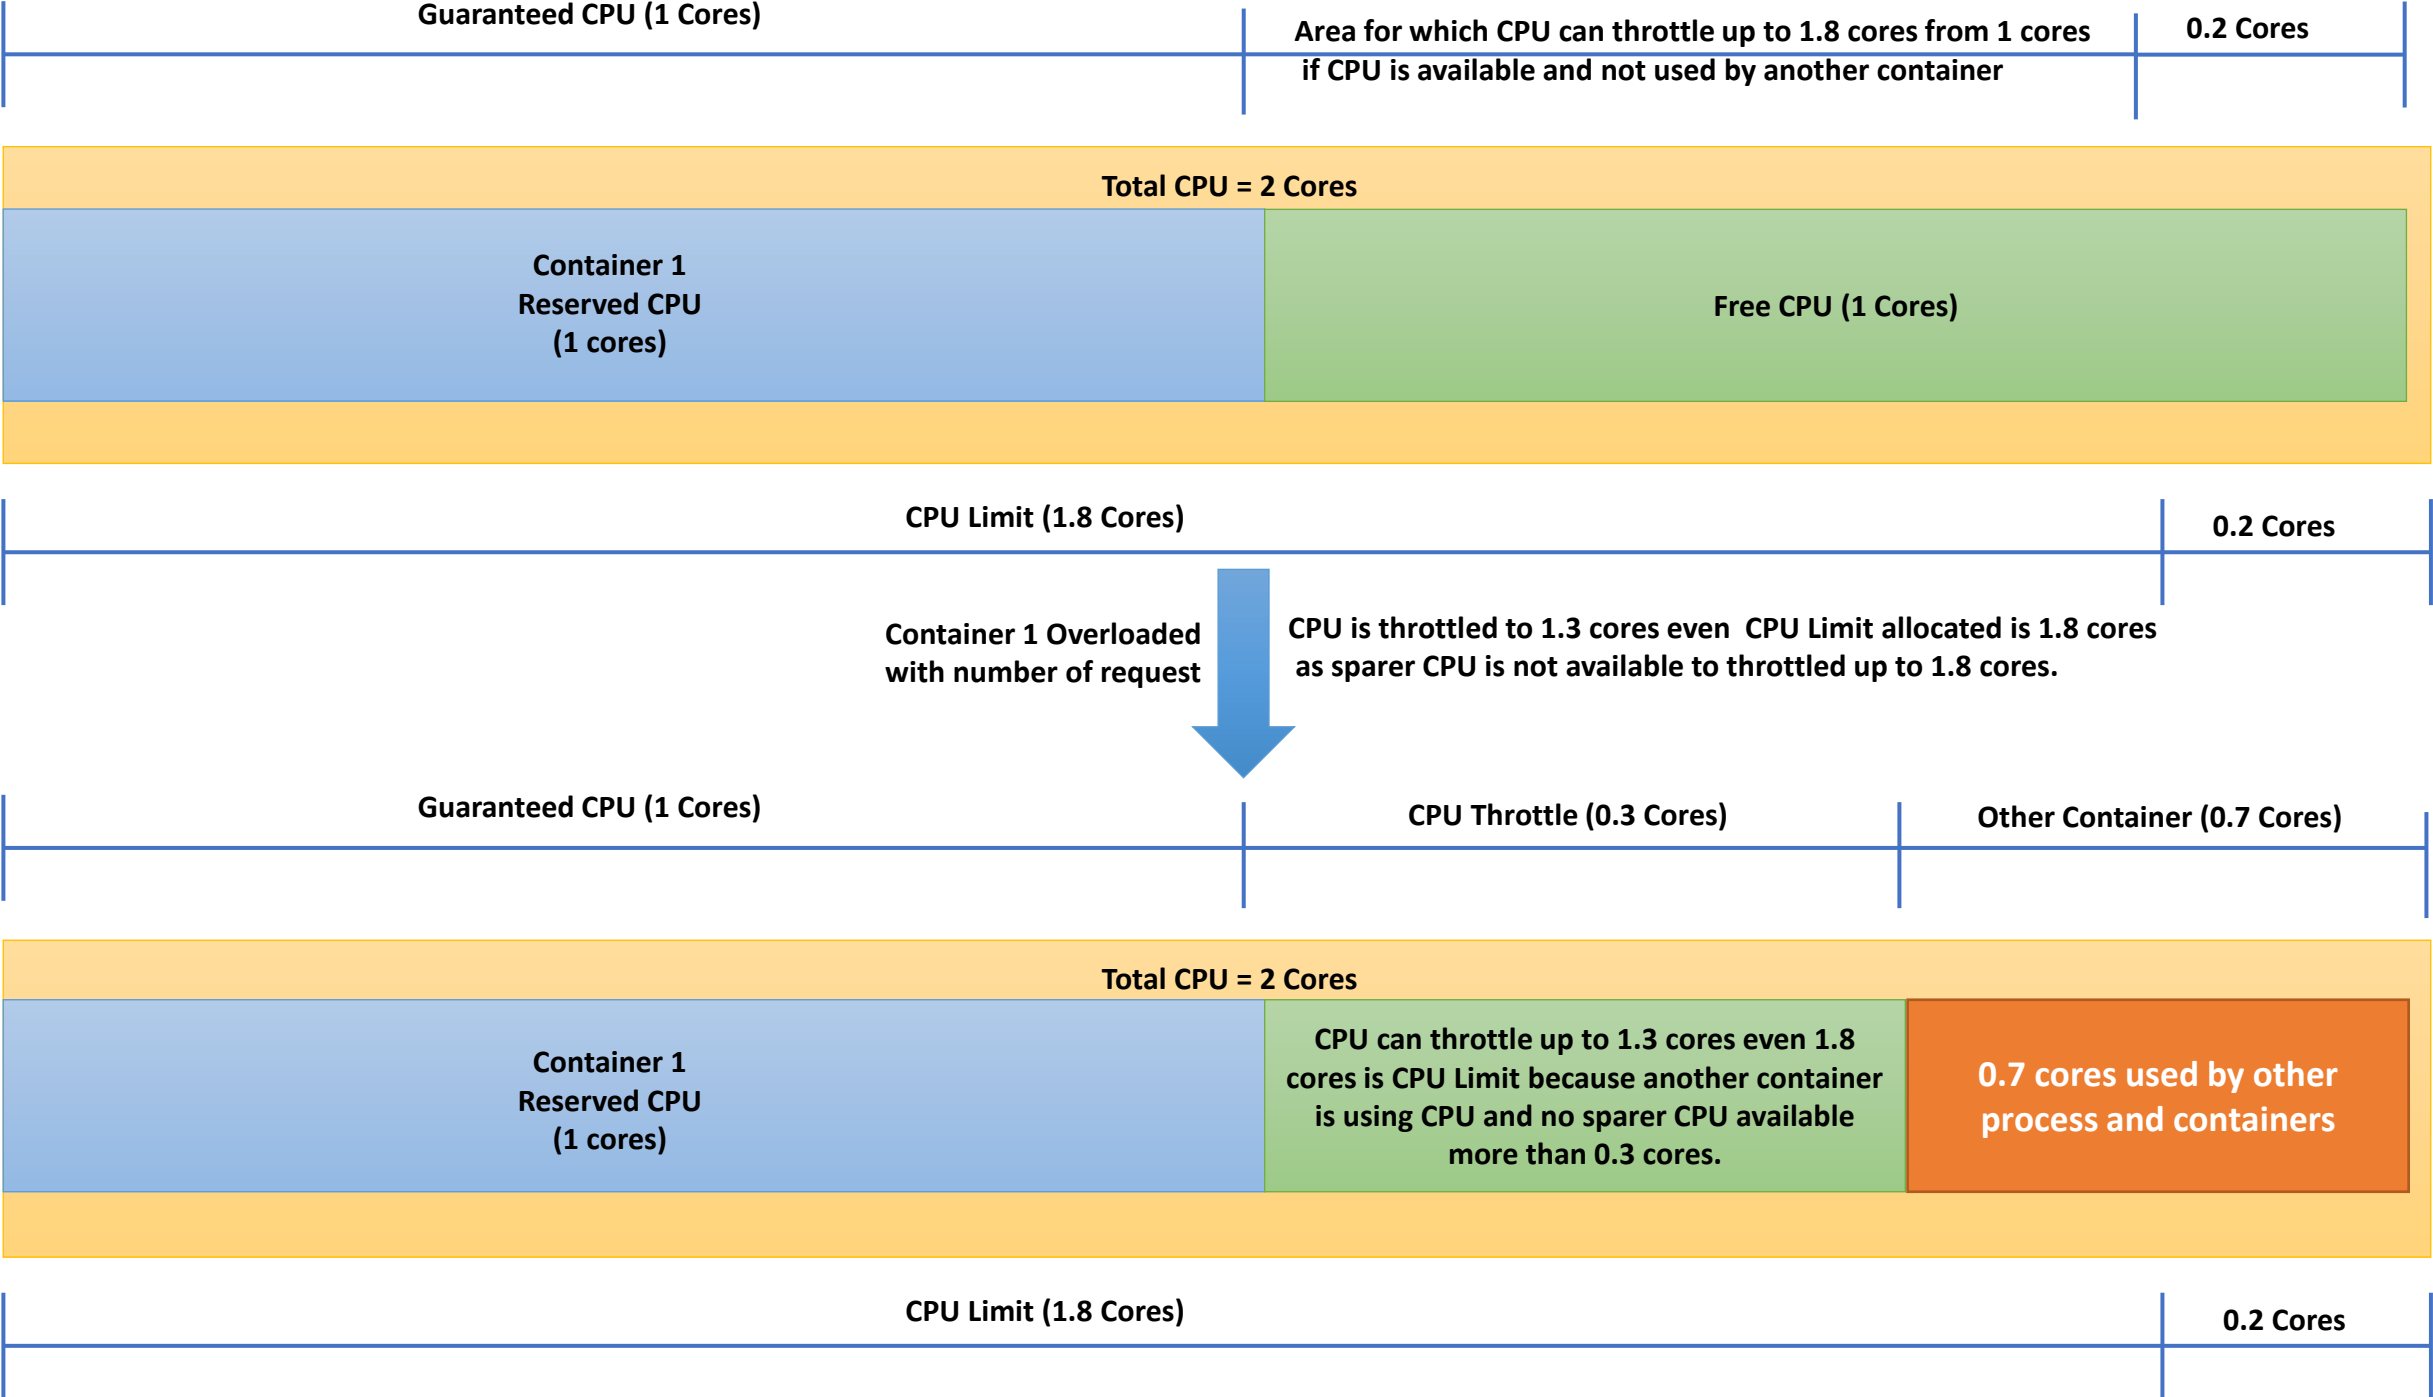 Guaranteed CPU (1 Cores)
Area for which CPU can throttle up to 1.8 cores from 1 cores
if CPU is available and not used by another container
0.2 Cores
Total CPU = 2 Cores
Container 1
Reserved CPU
(1 cores)
Free CPU (1 Cores)
CPU Limit (1.8 Cores)
0.2 Cores
Container 1 Overloaded
with number of request
CPU is throttled to 1.3 cores even  CPU Limit allocated is 1.8 cores
as sparer CPU is not available to throttled up to 1.8 cores.
Guaranteed CPU (1 Cores)
CPU Throttle (0.3 Cores)
Other Container (0.7 Cores)
Total CPU = 2 Cores
Container 1
Reserved CPU
(1 cores)
CPU can throttle up to 1.3 cores even 1.8
cores is CPU Limit because another container
is using CPU and no sparer CPU available
more than 0.3 cores.
0.7 cores used by other
process and containers
CPU Limit (1.8 Cores)
0.2 Cores